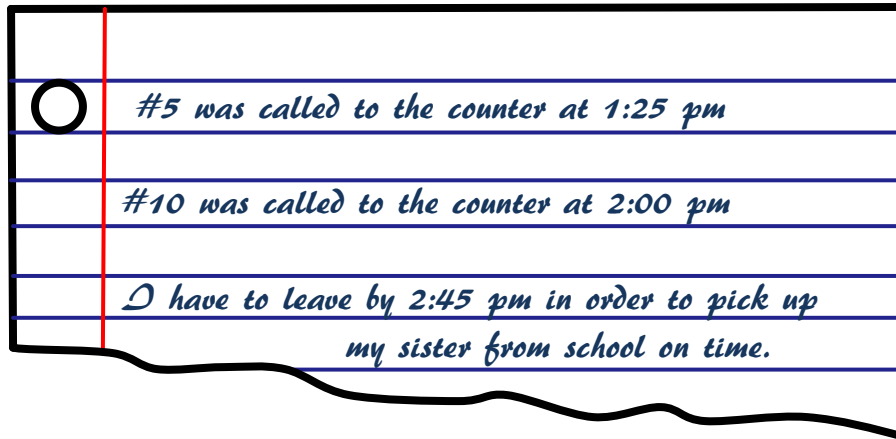 #5 was called to the counter at 1:25 pm
#10 was called to the counter at 2:00 pm
I have to leave by 2:45 pm in order to pick up
my sister from school on time.